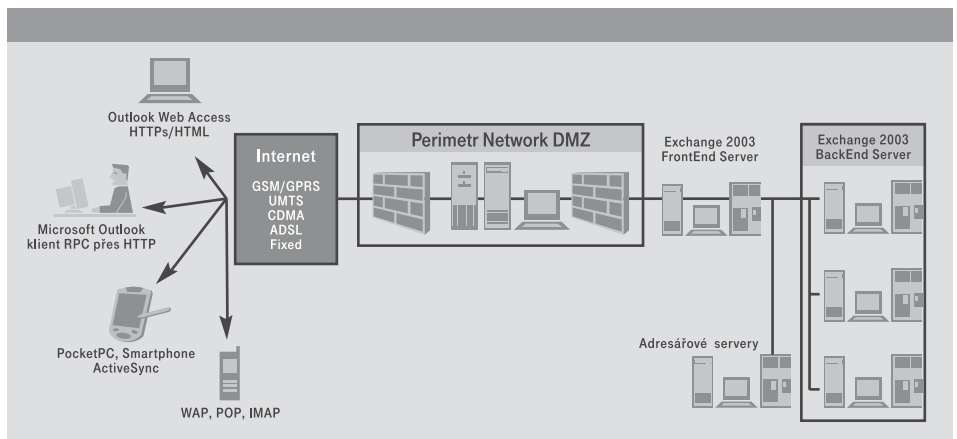 Outlook Web Access
HTTPs/HTML
Microsoft Outlook
klient RPC přes HTTP
PocketPC, Smartphone
ActiveSync
WAP, POP, IMAP
Internet
GSM/GPRS
UMTS
CDMA
ADSL
Fixed
Perimetr Network DMZ
Exchange 2003
FrontEnd Server
Exchange 2003
BackEnd Server
Adresářové servery